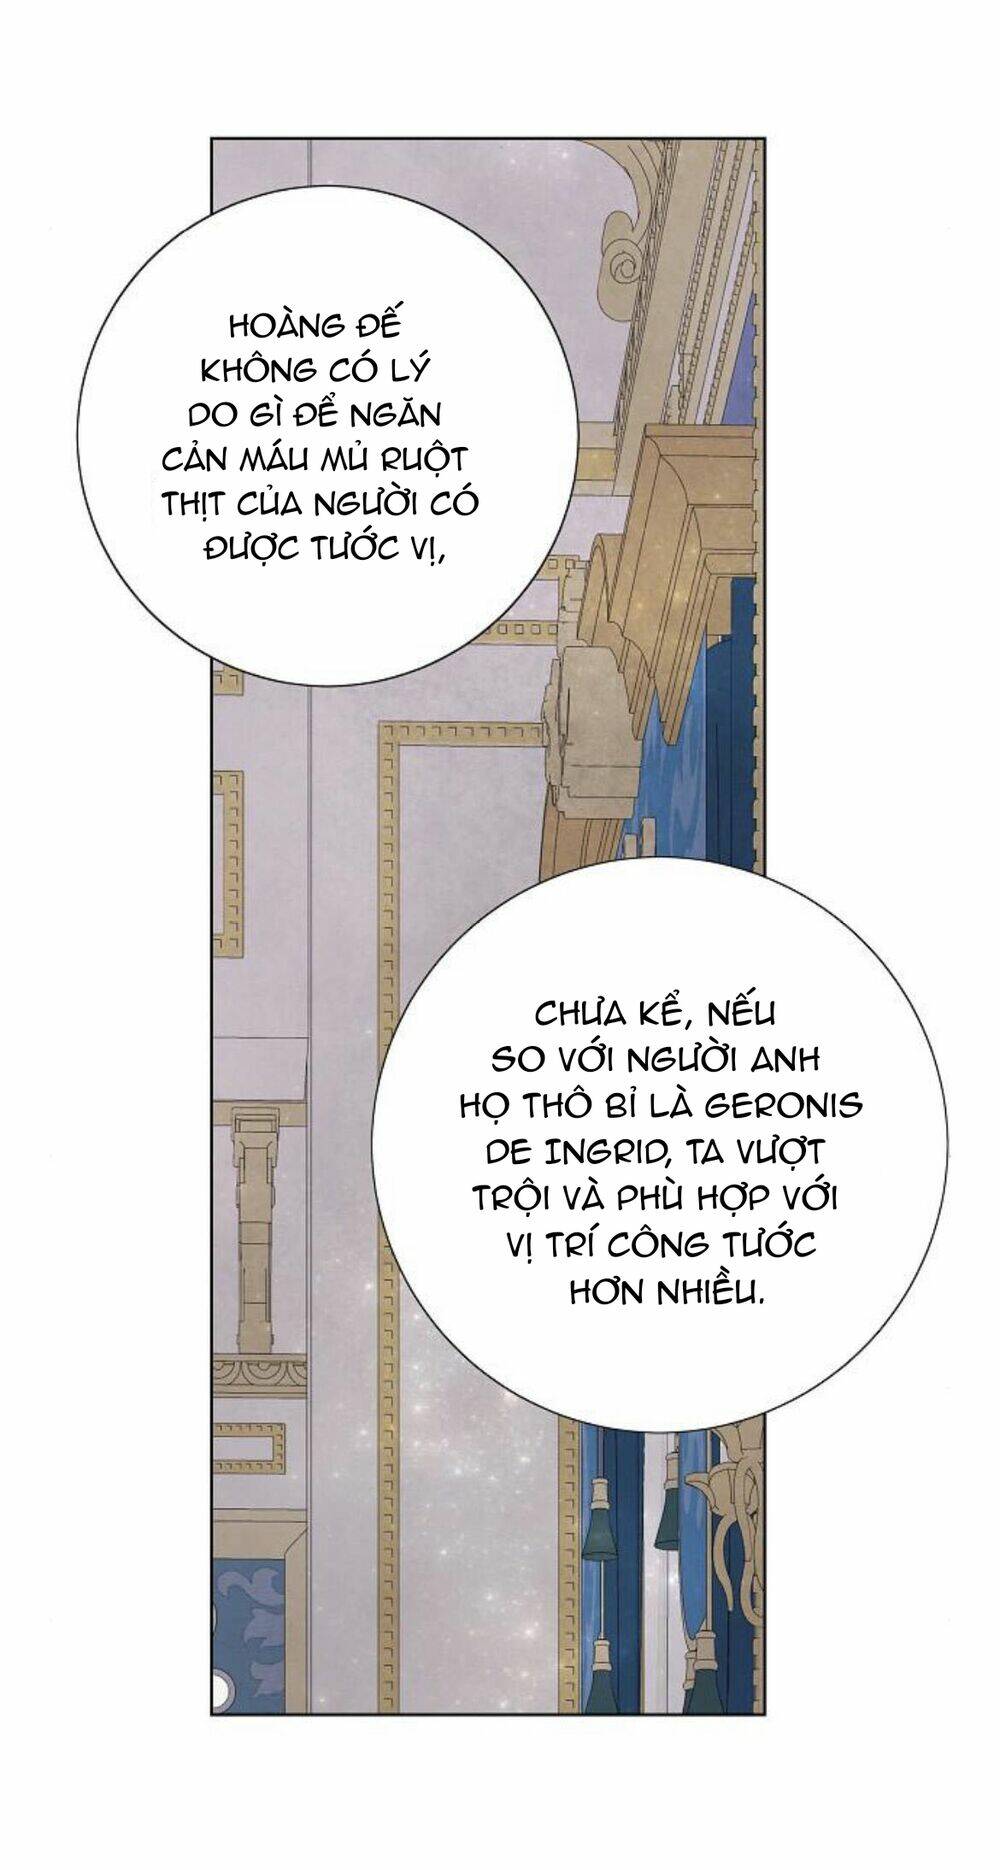 HOÀNG ĐẾ
KHÔNG CÓ LÝ
DO GÌ ĐỂ NGĂN
CẢN MÁU MỦ RUỘT
THỊT CỦA NGƯỜI CÓ
ĐƯỢC TƯỚC VỊ,
CHƯA KỂ, NẾU
SO VỚI NGƯỜI ANH
HỌ THÔ BỈ LÀ GERONIS
DE INGRID, TA VƯỢT
TRỘI VÀ PHÙ HỢP VỚI
VỊ TRÍ CÔNG TƯỚC
HƠN NHIỀU.